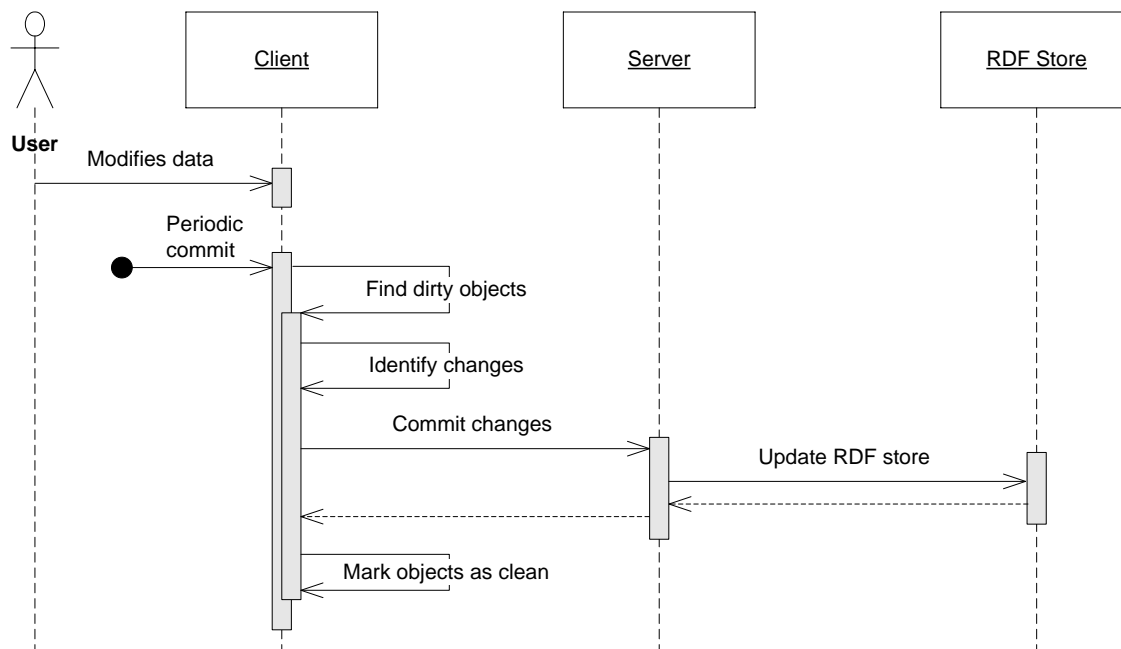 Client
Server
RDF Store
User
Modifies data
Periodic
commit
Find dirty objects
Identify changes
Commit changes
Update RDF store
Mark objects as clean